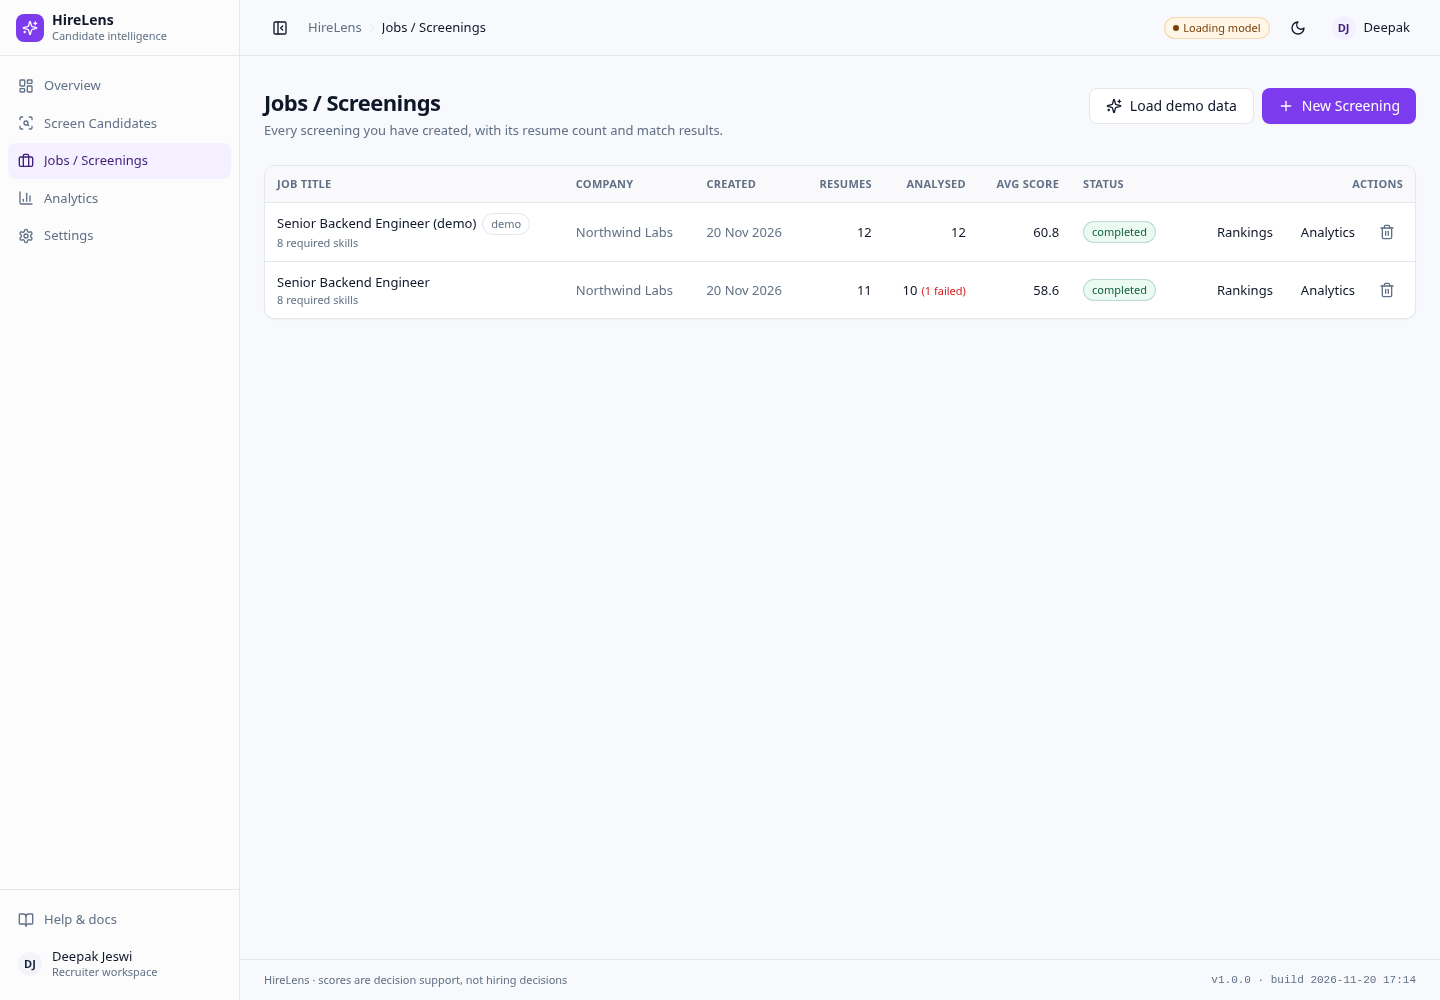 HireLens
Candidate intelligence
Overview
Screen Candidates
Jobs / Screenings
Analytics
Settings
Help & docs
DJ
Deepak Jeswi
Recruiter workspace
HireLens › Jobs / Screenings
Loading model
DJ Deepak
Jobs / Screenings
Every screening you have created, with its resume count and match results.
Load demo data
New Screening
JOB TITLE COMPANY CREATED RESUMES ANALYSED AVG SCORE STATUS ACTIONS
Senior Backend Engineer (demo) demo Northwind Labs 20 Nov 2026 12 12 60.8 completed Rankings Analytics
8 required skills
Senior Backend Engineer Northwind Labs 20 Nov 2026 11 10 (1 failed) 58.6 completed Rankings Analytics
8 required skills
HireLens · scores are decision support, not hiring decisions
v1.0.0 · build 2026-11-20 17:14